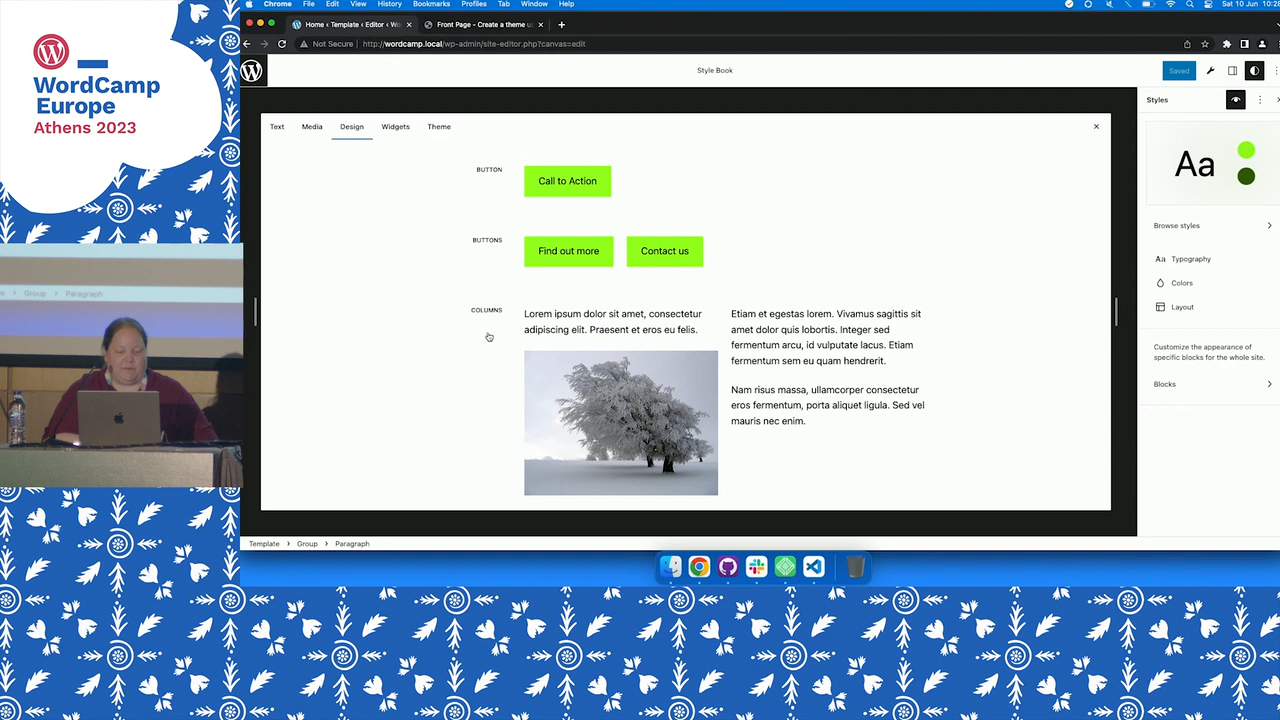 WordCamp
Europe
Athens 2023
Group
Paragraph
Chrome File Edit View History Bookmarks Profiles Tab Window Help
Sat 10 Jun 10:28
Home ‹ Template ‹ Editor ‹ Wo
Front Page - Create a theme u
Not Secure http://wordcamp.local/wp-admin/site-editor.php?canvas=edit
Style Book
Saved
Text Media Design Widgets Theme
BUTTON
Call to Action
BUTTONS
Find out more
Contact us
COLUMNS
Lorem ipsum dolor sit amet, consectetur
adipiscing elit. Praesent et eros eu felis.
Etiam et egestas lorem. Vivamus sagittis sit
amet dolor quis lobortis. Integer sed
fermentum arcu, id vulputate lacus. Etiam
fermentum sem eu quam hendrerit.
Nam risus massa, ullamcorper consectetur
eros fermentum, porta aliquet ligula. Sed vel
mauris nec enim.
Styles
Aa
Browse styles
Aa Typography
Colors
Layout
Customize the appearance of
specific blocks for the whole site.
Blocks
Template > Group > Paragraph